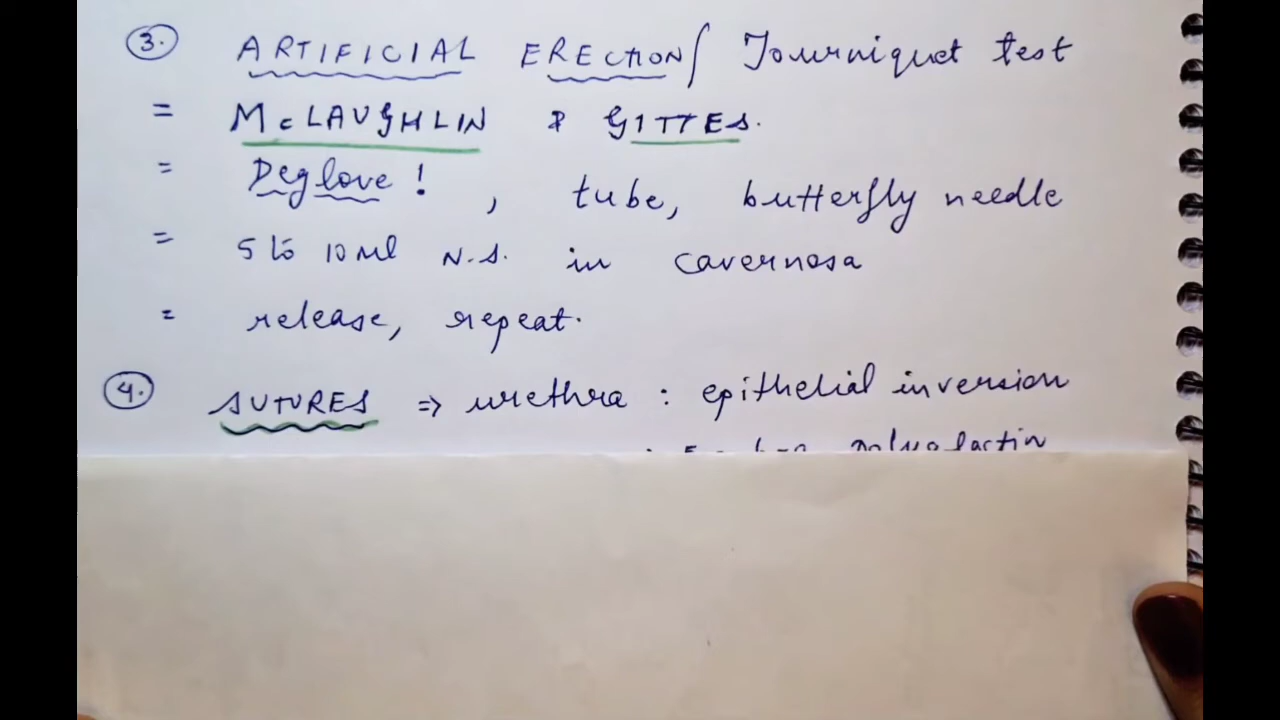 3. ARTIFICIAL ERECTION/ Tourniquet test
= McLAUGHLIN & GITTES.
= Deglove! , tube, butterfly needle
= 5 to 10 ml N.S. in cavernosa
= release, repeat.
4. SUTURES => urethra : epithelial inversion